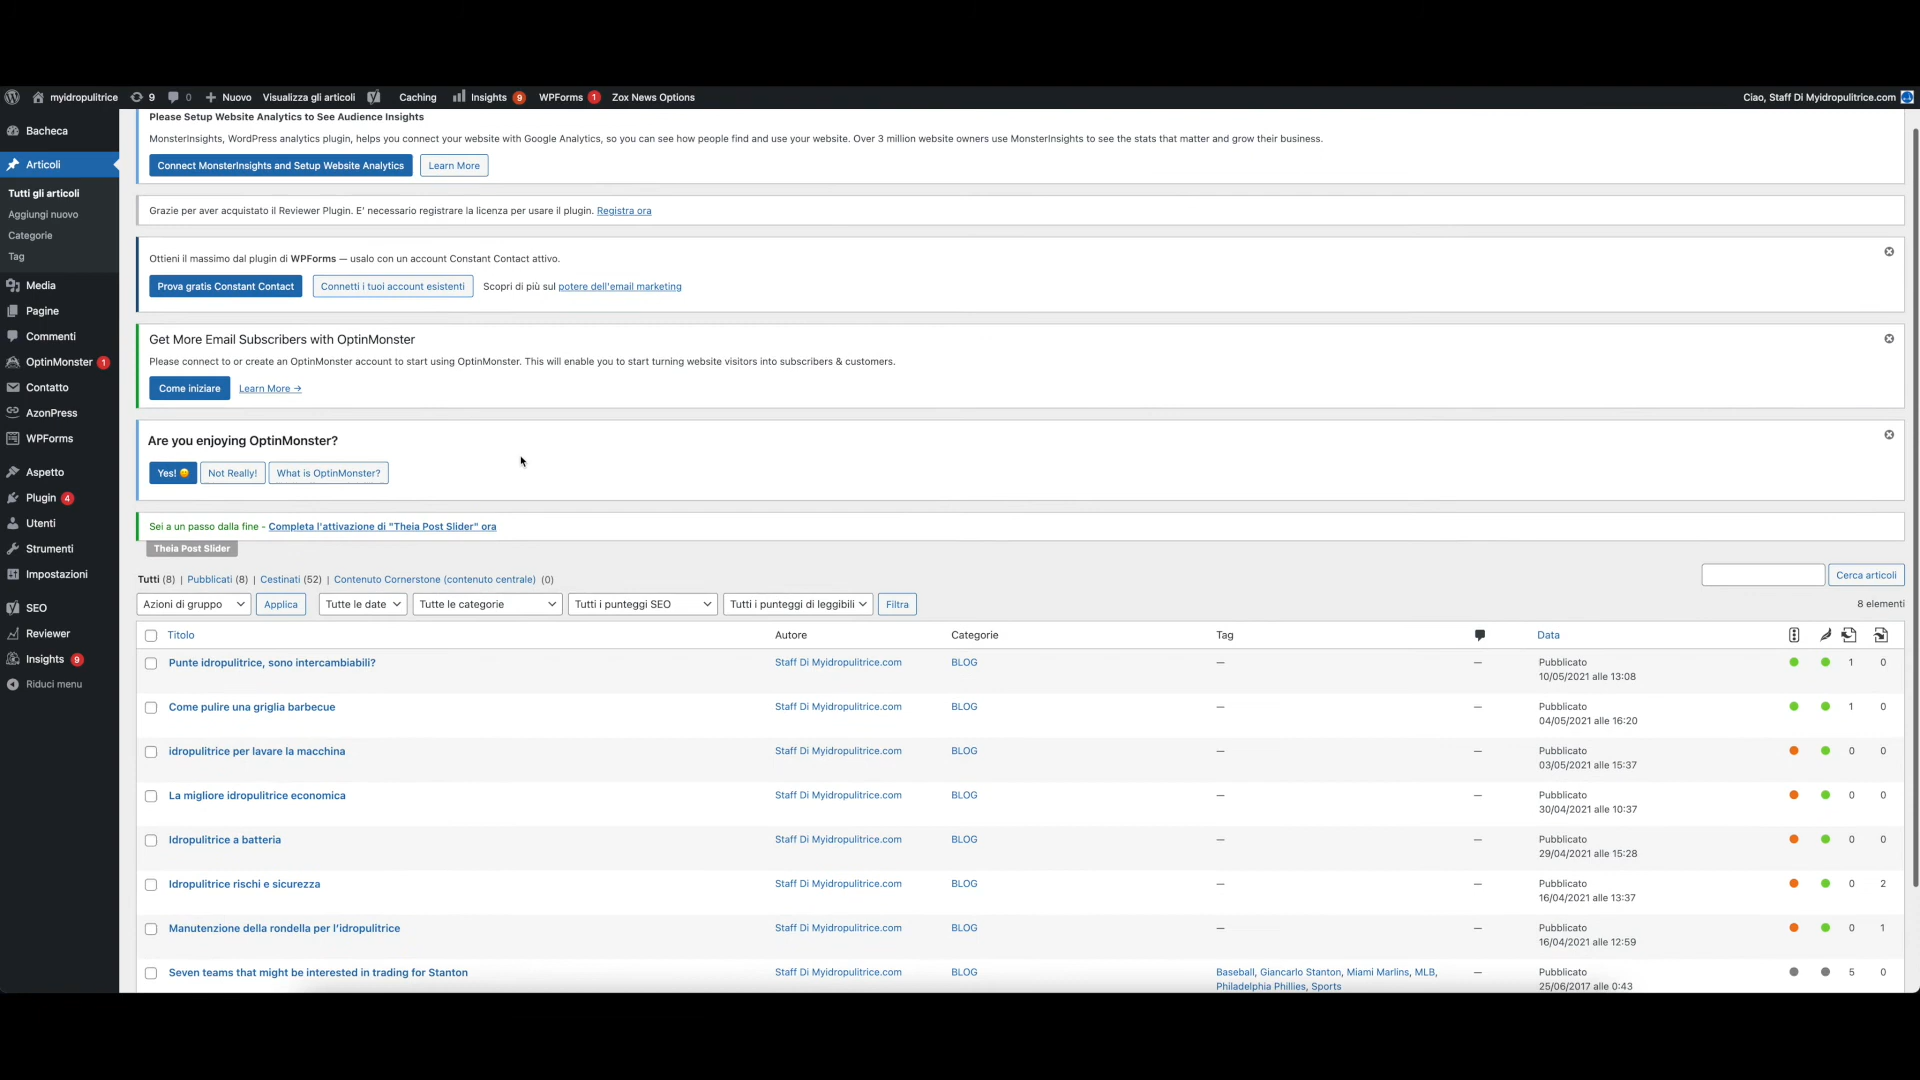 myidropulitrice 9 0 Nuovo Visualizza gli articoli Caching Insights 9 WPForms 1 Zox News Options Ciao, Staff Di Myidropulitrice.com
Bacheca
Articoli
Tutti gli articoli
Aggiungi nuovo
Categorie
Tag
Media
Pagine
Commenti
OptinMonster 1
Contatto
AzonPress
WPForms
Aspetto
Plugin 4
Utenti
Strumenti
Impostazioni
SEO
Reviewer
Insights 9
Riduci menu
Please Setup Website Analytics to See Audience Insights
MonsterInsights, WordPress analytics plugin, helps you connect your website with Google Analytics, so you can see how people find and use your website. Over 3 million website owners use MonsterInsights to see the stats that matter and grow their business.
Connect MonsterInsights and Setup Website Analytics Learn More
Grazie per aver acquistato il Reviewer Plugin. E' necessario registrare la licenza per usare il plugin. Registra ora
Ottieni il massimo dal plugin di WPForms — usalo con un account Constant Contact attivo.
Prova gratis Constant Contact Connetti i tuoi account esistenti Scopri di più sul potere dell'email marketing
Get More Email Subscribers with OptinMonster
Please connect to or create an OptinMonster account to start using OptinMonster. This will enable you to start turning website visitors into subscribers & customers.
Come iniziare Learn More →
Are you enjoying OptinMonster?
Yes! 🙂 Not Really! What is OptinMonster?
Sei a un passo dalla fine - Completa l'attivazione di "Theia Post Slider" ora
Theia Post Slider
Tutti (8) | Pubblicati (8) | Cestinati (52) | Contenuto Cornerstone (contenuto centrale) (0) Cerca articoli
Azioni di gruppo Applica Tutte le date Tutte le categorie Tutti i punteggi SEO Tutti i punteggi di leggibili Filtra 8 elementi
Titolo Autore Categorie Tag Data
Punte idropulitrice, sono intercambiabili? Staff Di Myidropulitrice.com BLOG — — Pubblicato 1 0
10/05/2021 alle 13:08
Come pulire una griglia barbecue Staff Di Myidropulitrice.com BLOG — — Pubblicato 1 0
04/05/2021 alle 16:20
idropulitrice per lavare la macchina Staff Di Myidropulitrice.com BLOG — — Pubblicato 0 0
03/05/2021 alle 15:37
La migliore idropulitrice economica Staff Di Myidropulitrice.com BLOG — — Pubblicato 0 0
30/04/2021 alle 10:37
Idropulitrice a batteria Staff Di Myidropulitrice.com BLOG — — Pubblicato 0 0
29/04/2021 alle 15:28
Idropulitrice rischi e sicurezza Staff Di Myidropulitrice.com BLOG — — Pubblicato 0 2
16/04/2021 alle 13:37
Manutenzione della rondella per l'idropulitrice Staff Di Myidropulitrice.com BLOG — — Pubblicato 0 1
16/04/2021 alle 12:59
Seven teams that might be interested in trading for Stanton Staff Di Myidropulitrice.com BLOG Baseball, Giancarlo Stanton, Miami Marlins, MLB, — Pubblicato 5 0
Philadelphia Phillies, Sports 25/06/2017 alle 0:43